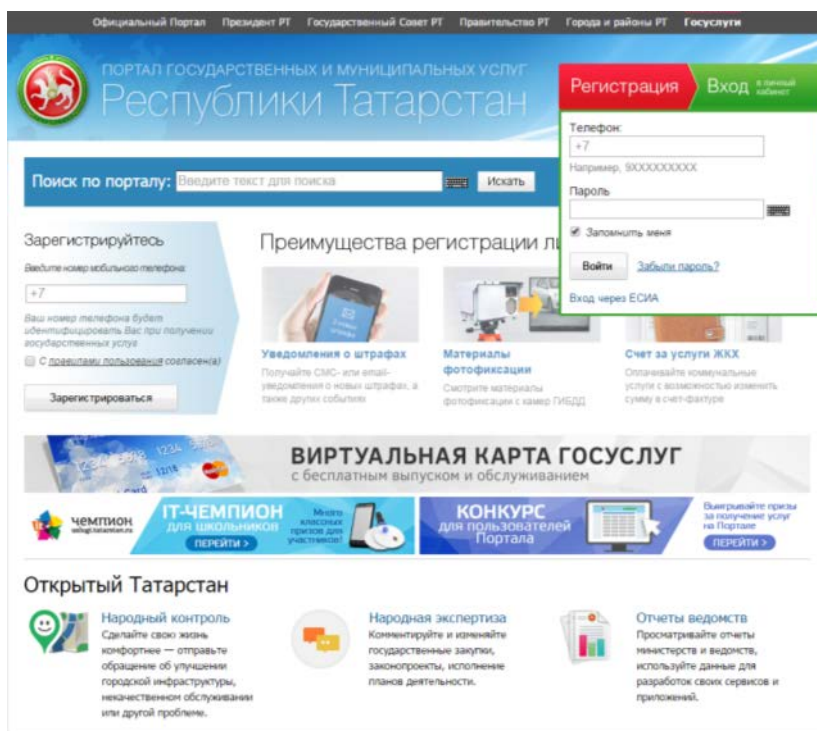 Официальный Портал Президент РТ Государственный Совет РТ Правительство РТ Города и районы РТ Госуслуги
ПОРТАЛ ГОСУДАРСТВЕННЫХ И МУНИЦИПАЛЬНЫХ УСЛУГ
Республики Татарстан
Регистрация Вход в личный кабинет
Телефон:
+7
Например, 9XXXXXXXXX
Пароль
Запомнить меня
Войти Забыли пароль?
Вход через ЕСИА
Поиск по порталу: Введите текст для поиска Искать
Зарегистрируйтесь
Введите номер мобильного телефона:
+7
Ваш номер телефона будет
идентифицировать Вас при получении
государственных услуг
С правилами пользования согласен(а)
Зарегистрироваться
Преимущества регистрации
Уведомления о штрафах
Получайте СМС- или email-
уведомления о новых штрафах, а
также других событиях
Материалы
фотофиксации
Смотрите материалы
фотофиксации с камер ГИБДД
Счет за услуги ЖКХ
Оплачивайте коммунальные
услуги с возможностью изменить
сумму в счет-фактуре
ВИРТУАЛЬНАЯ КАРТА ГОСУСЛУГ
с бесплатным выпуском и обслуживанием
чемпион
uslugi.tatarstan.ru
IT-ЧЕМПИОН
для школьников
ПЕРЕЙТИ >
Много
классных
призов для
участников!
КОНКУРС
для пользователей
Портала
Выигрывайте призы
за получение услуг
на Портале
ПЕРЕЙТИ >
Открытый Татарстан
Народный контроль
Сделайте свою жизнь
комфортнее — отправьте
обращение об улучшении
городской инфраструктуры,
некачественном обслуживании
или другой проблеме.
Народная экспертиза
Комментируйте и изменяйте
государственные закупки,
законопроекты, исполнение
планов деятельности.
Отчеты ведомств
Просматривайте отчеты
министерств и ведомств,
используйте данные для
разработок своих сервисов и
приложений.